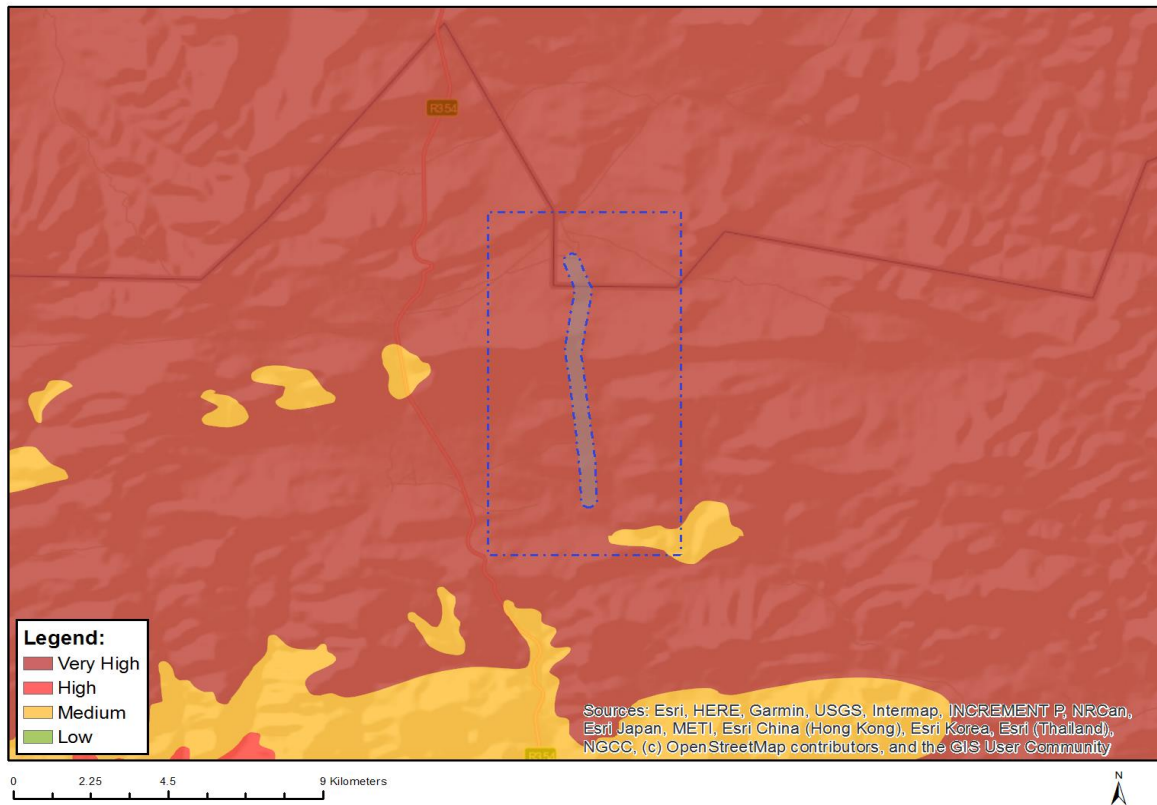 R354
Legend:
Very High
High
Medium
Low
Sources: Esri, HERE, Garmin, USGS, Intermap, INCREMENT P, NRCan,
Esri Japan, METI, Esri China (Hong Kong), Esri Korea, Esri (Thailand),
NGCC, (c) OpenStreetMap contributors, and the GIS User Community
R354
0 2.25 4.5 9 Kilometers
N